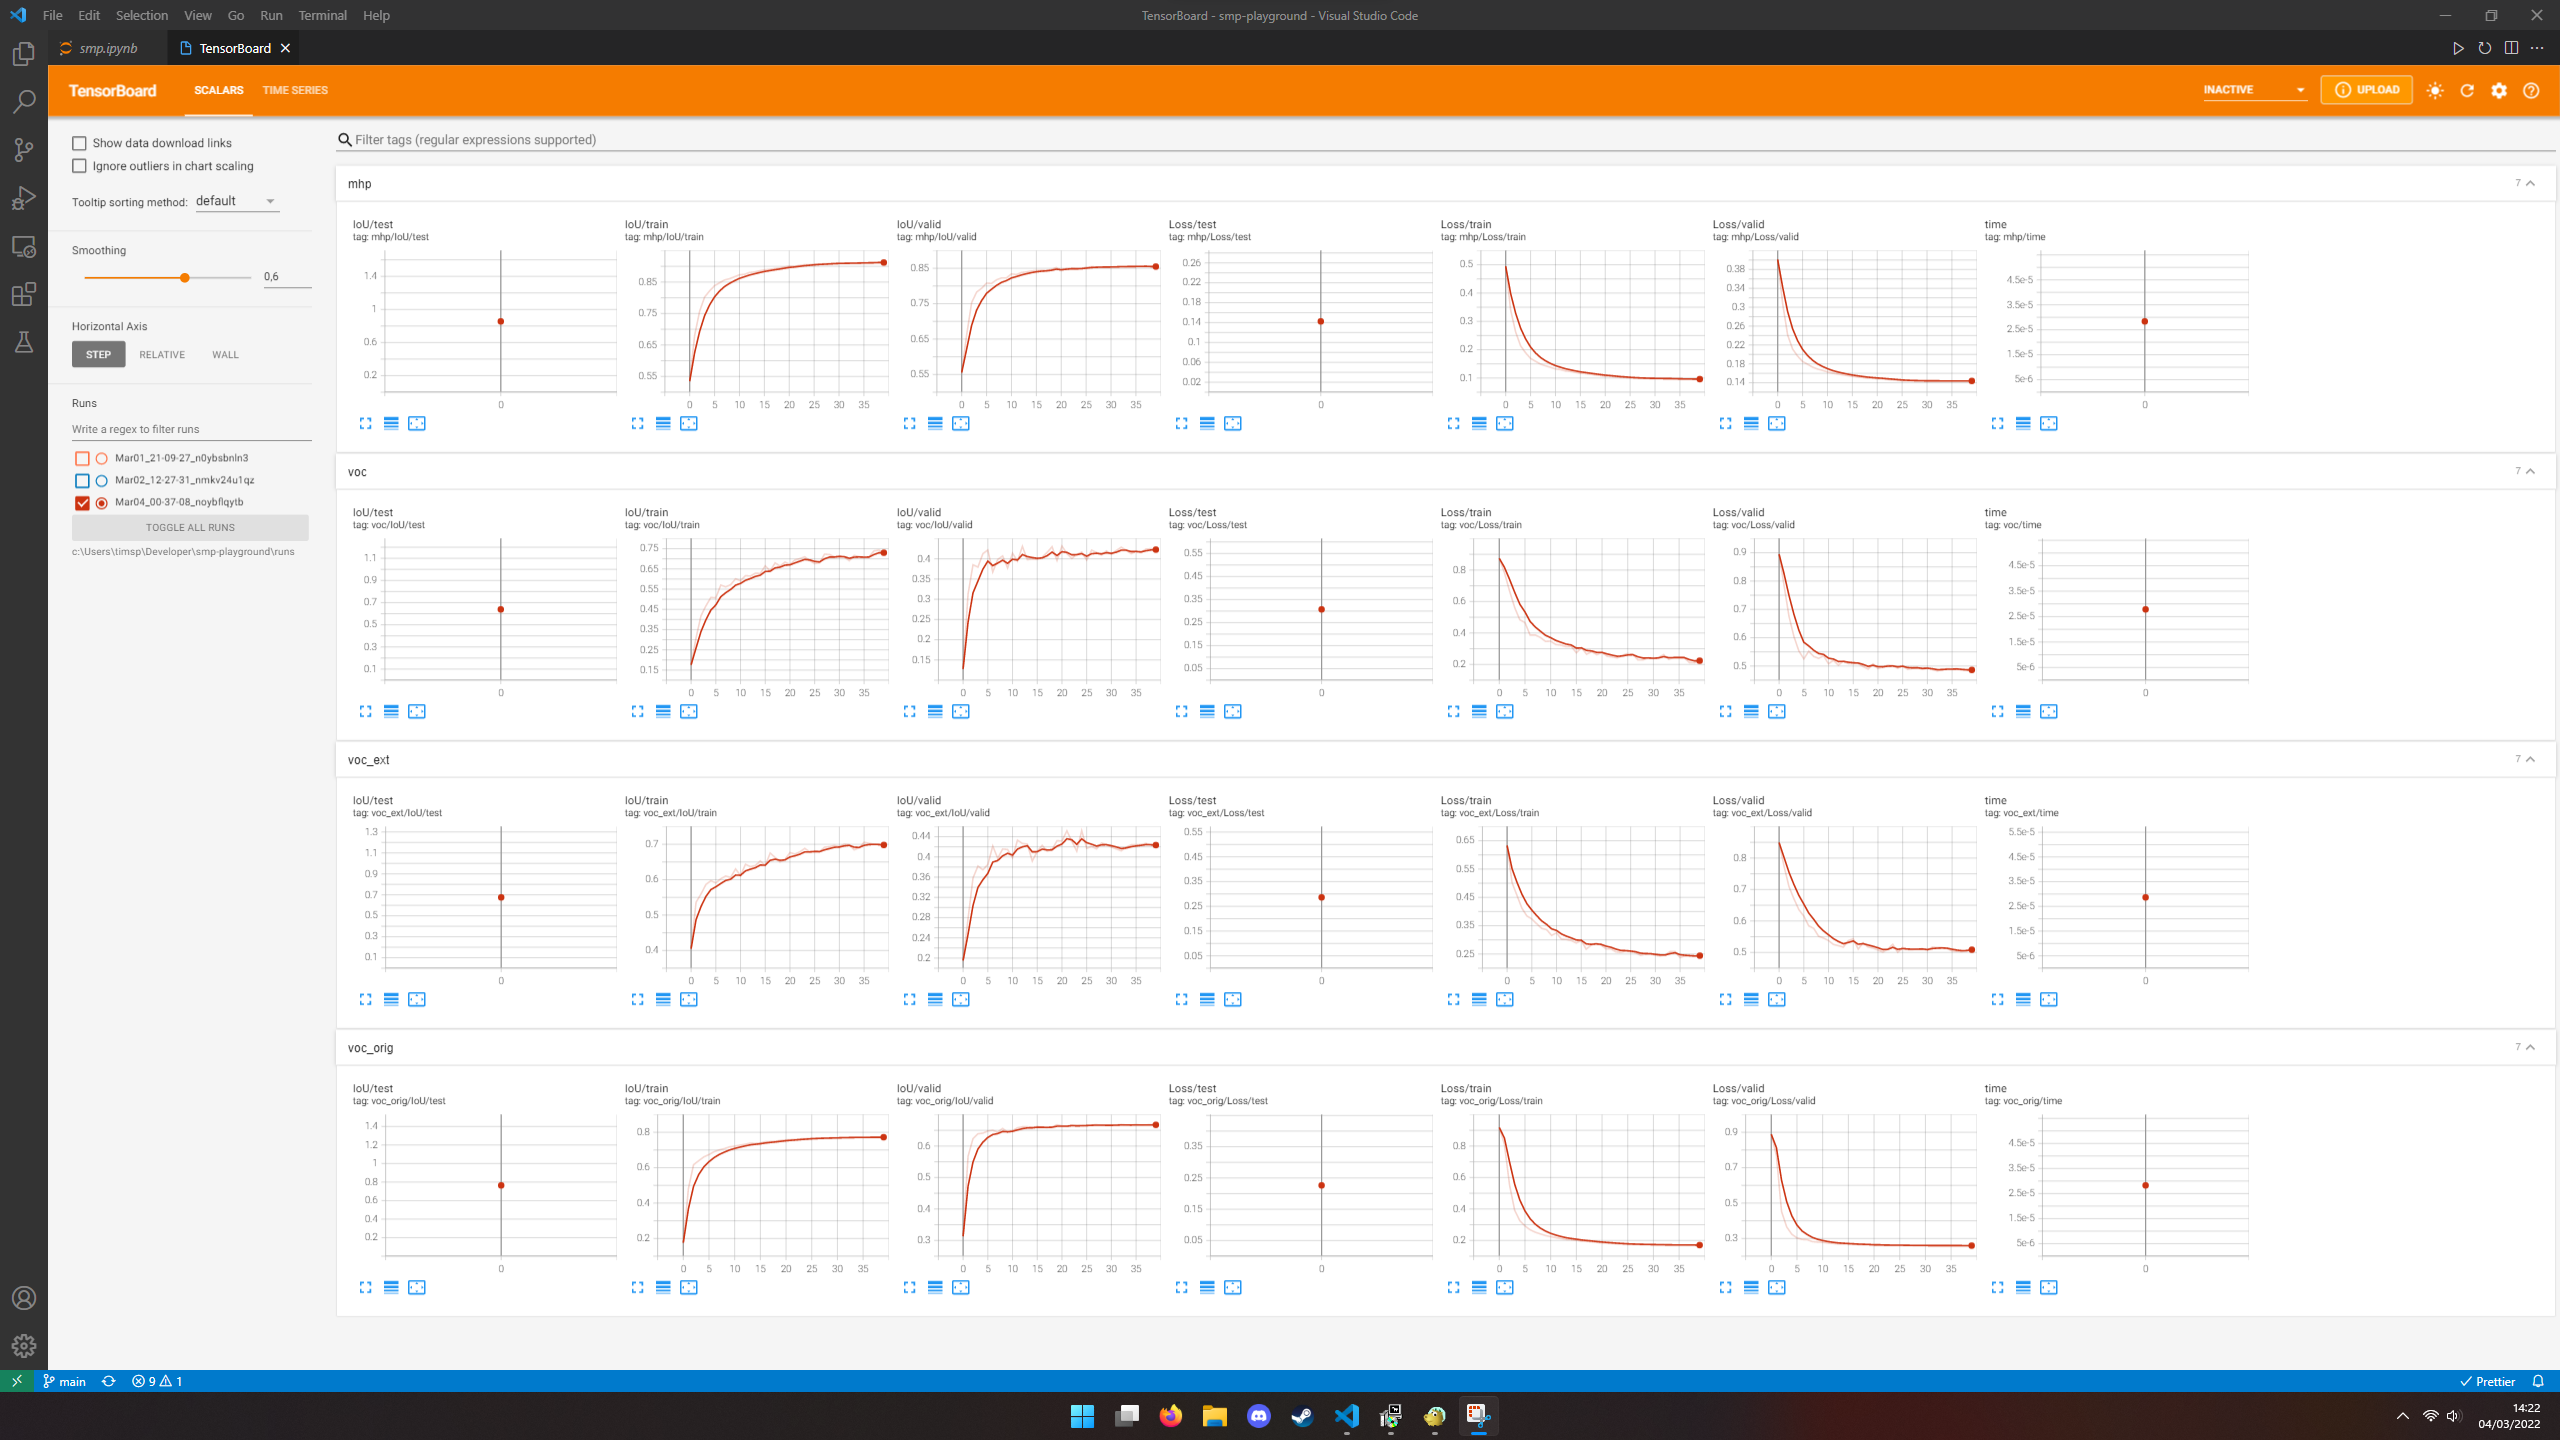 File Edit Selection View Go Run Terminal Help
TensorBoard - smp-playground - Visual Studio Code
smp.ipynb TensorBoard
TensorBoard SCALARS TIME SERIES INACTIVE UPLOAD
Show data download links
Ignore outliers in chart scaling
Tooltip sorting method: default
Smoothing
0,6
Horizontal Axis
STEP RELATIVE WALL
Runs
Write a regex to filter runs
Mar01_21-09-27_n0ybsbnln3
Mar02_12-27-31_nmkv24u1qz
Mar04_00-37-08_noybflqytb
TOGGLE ALL RUNS
c:\Users\timsp\Developer\smp-playground\runs
Filter tags (regular expressions supported)
mhp 7
IoU/test IoU/train IoU/valid Loss/test Loss/train Loss/valid time
tag: mhp/IoU/test tag: mhp/IoU/train tag: mhp/IoU/valid tag: mhp/Loss/test tag: mhp/Loss/train tag: mhp/Loss/valid tag: mhp/time
1.4 1 0.6 0.2 0
0.85 0.75 0.65 0.55 0 5 10 15 20 25 30 35
0.85 0.75 0.65 0.55 0 5 10 15 20 25 30 35
0.26 0.22 0.18 0.14 0.1 0.06 0.02 0
0.5 0.4 0.3 0.2 0.1 0 5 10 15 20 25 30 35
0.38 0.34 0.3 0.26 0.22 0.18 0.14 0 5 10 15 20 25 30 35
4.5e-5 3.5e-5 2.5e-5 1.5e-5 5e-6 0
voc 7
IoU/test IoU/train IoU/valid Loss/test Loss/train Loss/valid time
tag: voc/IoU/test tag: voc/IoU/train tag: voc/IoU/valid tag: voc/Loss/test tag: voc/Loss/train tag: voc/Loss/valid tag: voc/time
1.1 0.9 0.7 0.5 0.3 0.1 0
0.75 0.65 0.55 0.45 0.35 0.25 0.15 0 5 10 15 20 25 30 35
0.4 0.35 0.3 0.25 0.2 0.15 0 5 10 15 20 25 30 35
0.55 0.45 0.35 0.25 0.15 0.05 0
0.8 0.6 0.4 0.2 0 5 10 15 20 25 30 35
0.9 0.8 0.7 0.6 0.5 0 5 10 15 20 25 30 35
4.5e-5 3.5e-5 2.5e-5 1.5e-5 5e-6 0
voc_ext 7
IoU/test IoU/train IoU/valid Loss/test Loss/train Loss/valid time
tag: voc_ext/IoU/test tag: voc_ext/IoU/train tag: voc_ext/IoU/valid tag: voc_ext/Loss/test tag: voc_ext/Loss/train tag: voc_ext/Loss/valid tag: voc_ext/time
1.3 1.1 0.9 0.7 0.5 0.3 0.1 0
0.7 0.6 0.5 0.4 0 5 10 15 20 25 30 35
0.44 0.4 0.36 0.32 0.28 0.24 0.2 0 5 10 15 20 25 30 35
0.55 0.45 0.35 0.25 0.15 0.05 0
0.65 0.55 0.45 0.35 0.25 0 5 10 15 20 25 30 35
0.8 0.7 0.6 0.5 0 5 10 15 20 25 30 35
5.5e-5 4.5e-5 3.5e-5 2.5e-5 1.5e-5 5e-6 0
voc_orig 7
IoU/test IoU/train IoU/valid Loss/test Loss/train Loss/valid time
tag: voc_orig/IoU/test tag: voc_orig/IoU/train tag: voc_orig/IoU/valid tag: voc_orig/Loss/test tag: voc_orig/Loss/train tag: voc_orig/Loss/valid tag: voc_orig/time
1.4 1.2 1 0.8 0.6 0.4 0.2 0
0.8 0.6 0.4 0.2 0 5 10 15 20 25 30 35
0.6 0.5 0.4 0.3 0 5 10 15 20 25 30 35
0.35 0.25 0.15 0.05 0
0.8 0.6 0.4 0.2 0 5 10 15 20 25 30 35
0.9 0.7 0.5 0.3 0 5 10 15 20 25 30 35
4.5e-5 3.5e-5 2.5e-5 1.5e-5 5e-6 0
main 9 1 Prettier
14:22
04/03/2022